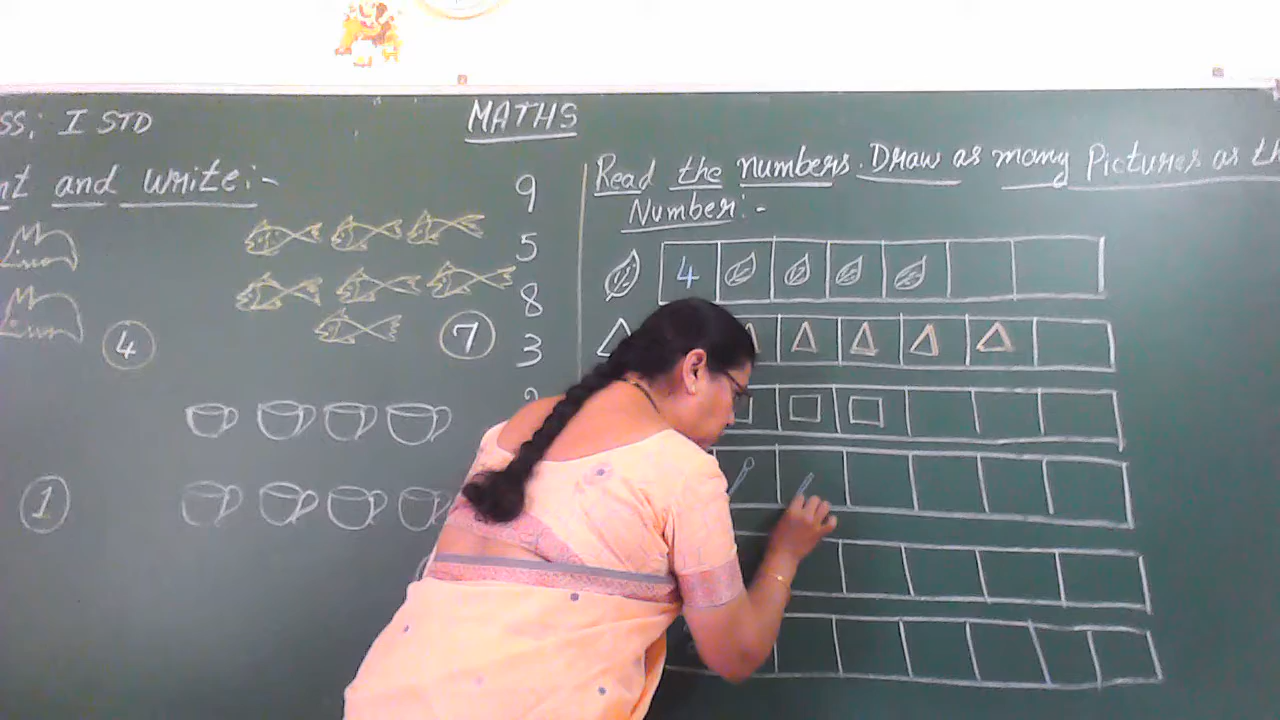 SS; I STD
MATHS
nt and write:-
Read the numbers. Draw as many Pictures as th
Number:-
9
5
8
3
4
7
1
4